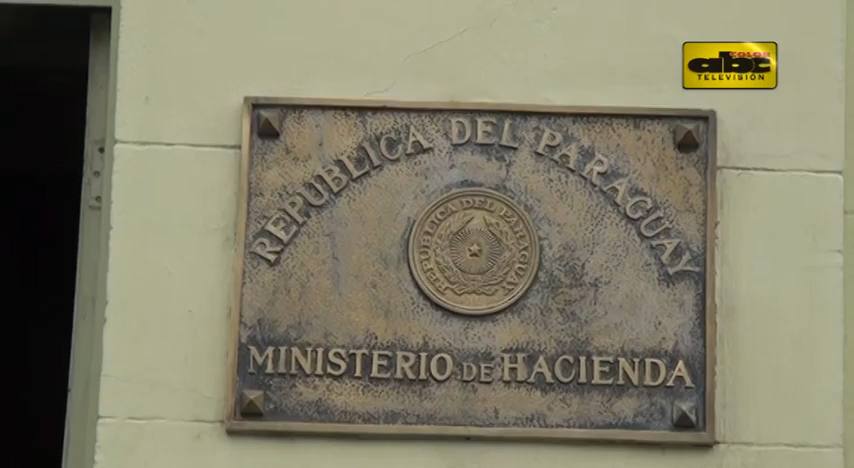 abc COLOR
TELEVISIÓN
REPUBLICA DEL PARAGUAY
REPUBLICA DEL PARAGUAY
MINISTERIO DE HACIENDA